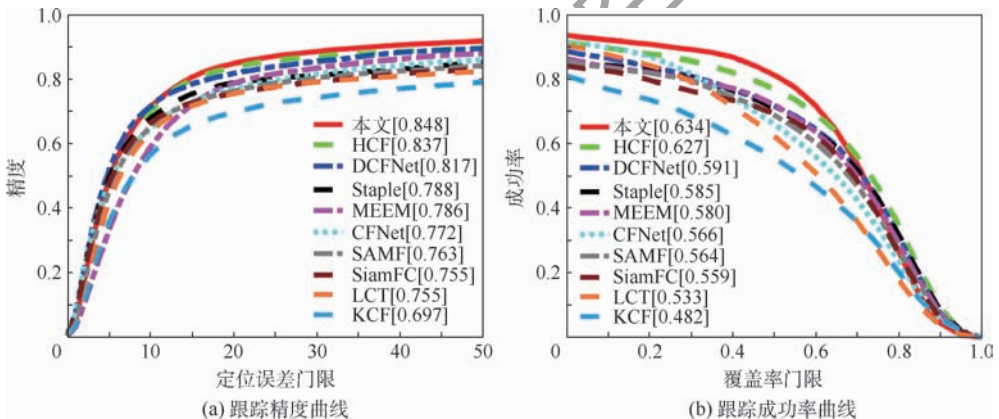 1.0
0.8
0.6
0.4
0.2
精度
本文[0.848]
HCF[0.837]
DCFNet[0.817]
Staple[0.788]
MEEM[0.786]
CFNet[0.772]
SAMF[0.763]
SiamFC[0.755]
LCT[0.755]
KCF[0.697]
0 10 20 30 40 50
定位误差门限
(a) 跟踪精度曲线
1.0
0.8
0.6
0.4
0.2
成功率
本文[0.634]
HCF[0.627]
DCFNet[0.591]
Staple[0.585]
MEEM[0.580]
CFNet[0.566]
SAMF[0.564]
SiamFC[0.559]
LCT[0.533]
KCF[0.482]
0 0.2 0.4 0.6 0.8 1.0
覆盖率门限
(b) 跟踪成功率曲线